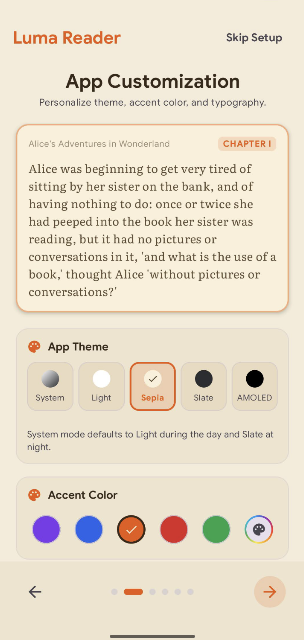 Luma Reader
Skip Setup
App Customization
Personalize theme, accent color, and typography.
Alice's Adventures in Wonderland
CHAPTER I
Alice was beginning to get very tired of
sitting by her sister on the bank, and of
having nothing to do: once or twice she
had peeped into the book her sister was
reading, but it had no pictures or
conversations in it, 'and what is the use of a
book,' thought Alice 'without pictures or
conversations?'
App Theme
System
Light
Sepia
Slate
AMOLED
System mode defaults to Light during the day and Slate at
night.
Accent Color